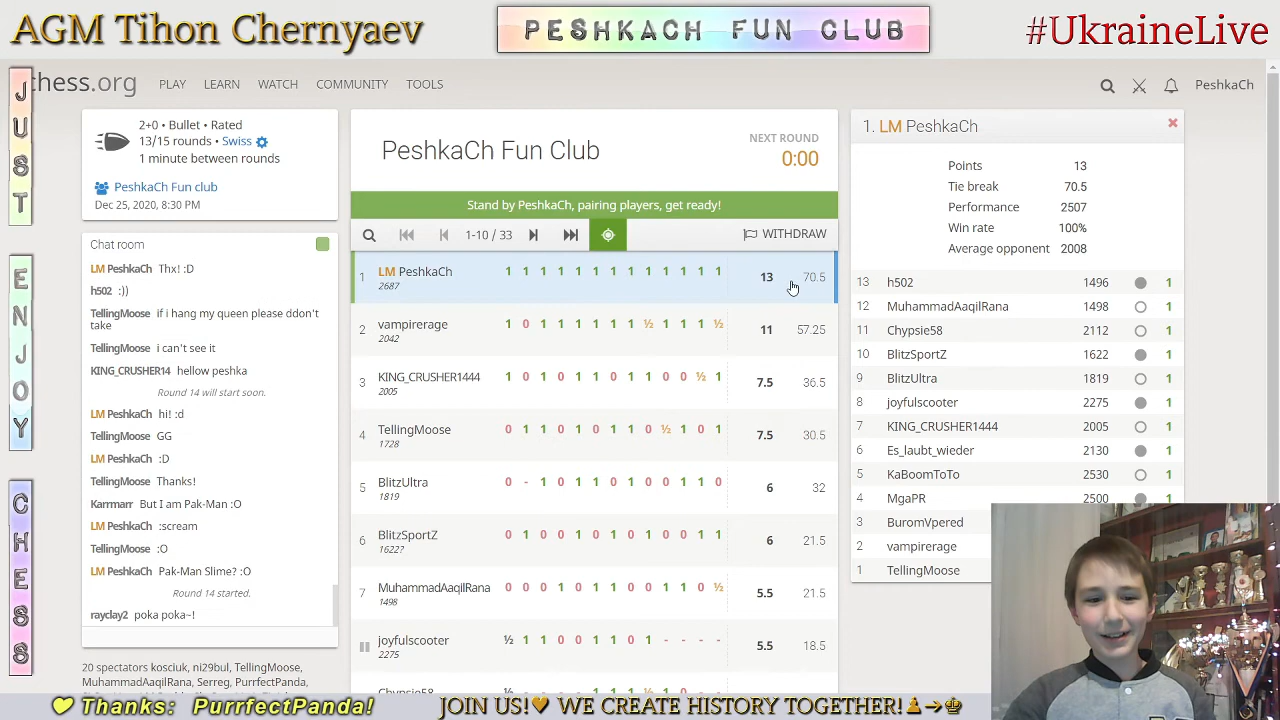 AGM Tihon Chernyaev
PESHKACH FUN CLUB
#UkraineLive
JUST
ENJOY
CHESS
chess.org
PLAY LEARN WATCH COMMUNITY TOOLS
PeshkaCh
2+0 • Bullet • Rated
13/15 rounds • Swiss
1 minute between rounds
PeshkaCh Fun club
Dec 25, 2020, 8:30 PM
Chat room
LM PeshkaCh Thx! :D
h502 :))
TellingMoose if i hang my queen please ddon't
take
TellingMoose i can't see it
KING_CRUSHER14 hellow peshka
Round 14 will start soon.
LM PeshkaCh hi! :d
TellingMoose GG
LM PeshkaCh :D
TellingMoose Thanks!
Karrmarr But I am Pak-Man :O
LM PeshkaCh :scream
TellingMoose :O
LM PeshkaCh Pak-Man Slime? :O
Round 14 started.
rayclay2 poka poka~!
20 spectators kosciuk, ni29bul, TellingMoose,
MuhammadAaqilRana, Serreg, PurrfectPanda,
PeshkaCh Fun Club
NEXT ROUND
0:00
Stand by PeshkaCh, pairing players, get ready!
1-10 / 33
WITHDRAW
1 LM PeshkaCh 1 1 1 1 1 1 1 1 1 1 1 1 1 13 70.5
2687
2 vampirerage 1 0 1 1 1 1 1 1 ½ 1 1 1 ½ 11 57.25
2042
3 KING_CRUSHER1444 1 0 1 0 1 1 0 1 1 0 0 ½ 1 7.5 36.5
2005
4 TellingMoose 0 1 1 0 1 0 1 1 0 ½ 1 0 1 7.5 30.5
1728
5 BlitzUltra 0 - 1 0 1 1 0 1 0 0 1 1 0 6 32
1819
6 BlitzSportZ 0 1 0 0 1 1 0 1 0 0 0 1 1 6 21.5
1622?
7 MuhammadAaqilRana 0 0 0 1 0 1 1 0 0 1 1 0 ½ 5.5 21.5
1498
joyfulscooter ½ 1 1 0 0 1 1 0 1 - - - - 5.5 18.5
2275
Chypsie58
1. LM PeshkaCh
Points 13
Tie break 70.5
Performance 2507
Win rate 100%
Average opponent 2008
13 h502 1496 1
12 MuhammadAaqilRana 1498 1
11 Chypsie58 2112 1
10 BlitzSportZ 1622 1
9 BlitzUltra 1819 1
8 joyfulscooter 2275 1
7 KING_CRUSHER1444 2005 1
6 Es_laubt_wieder 2130 1
5 KaBoomToTo 2530 1
4 MgaPR 2500 1
3 BuromVpered
2 vampirerage
1 TellingMoose
Thanks: PurrfectPanda!
JOIN US! WE CREATE HISTORY TOGETHER!